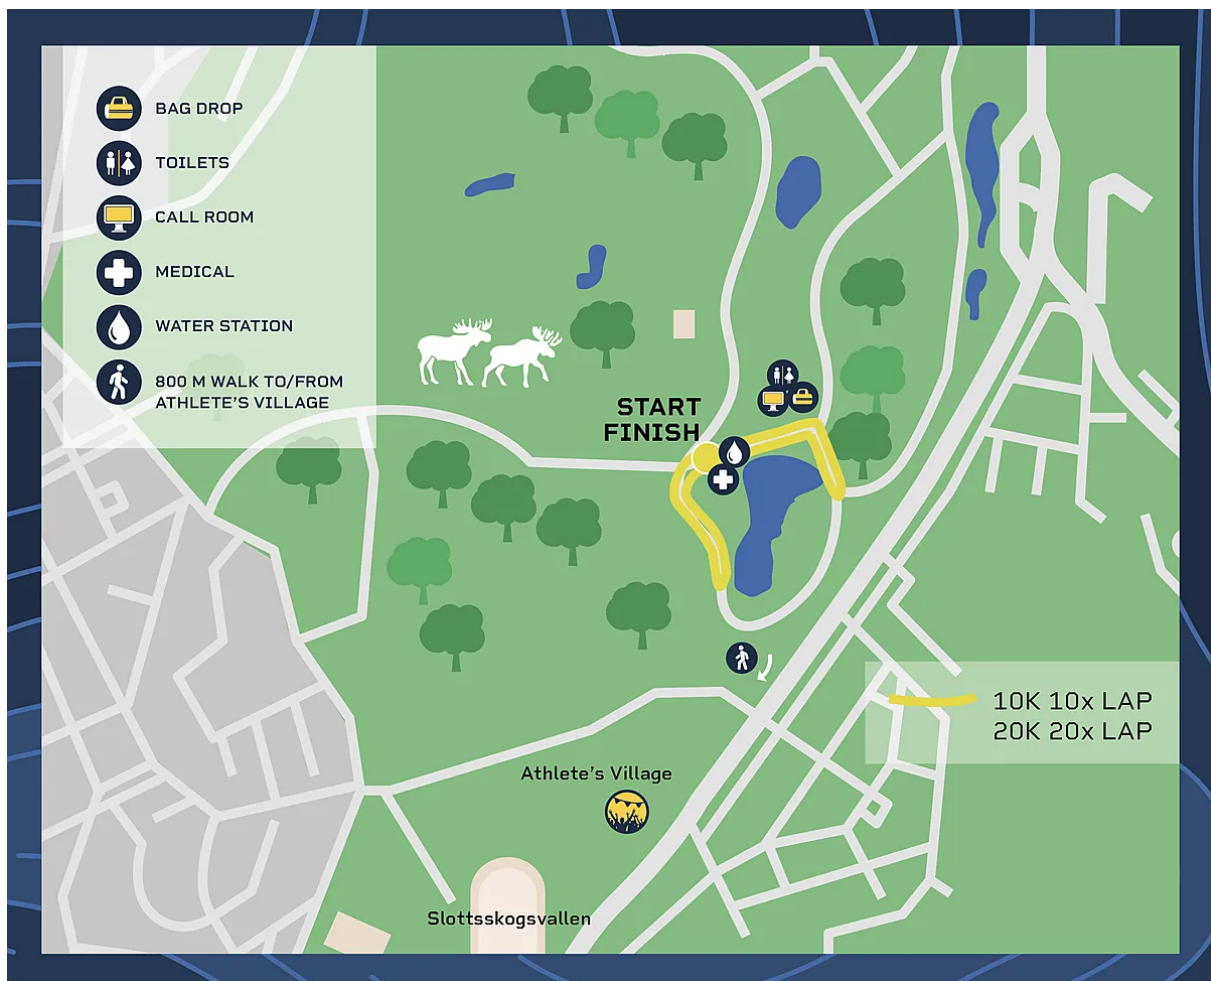 BAG DROP
TOILETS
CALL ROOM
MEDICAL
WATER STATION
800 M WALK TO/FROM
ATHLETE'S VILLAGE
START
FINISH
10K 10x LAP
20K 20x LAP
Athlete's Village
Slottsskogsvallen